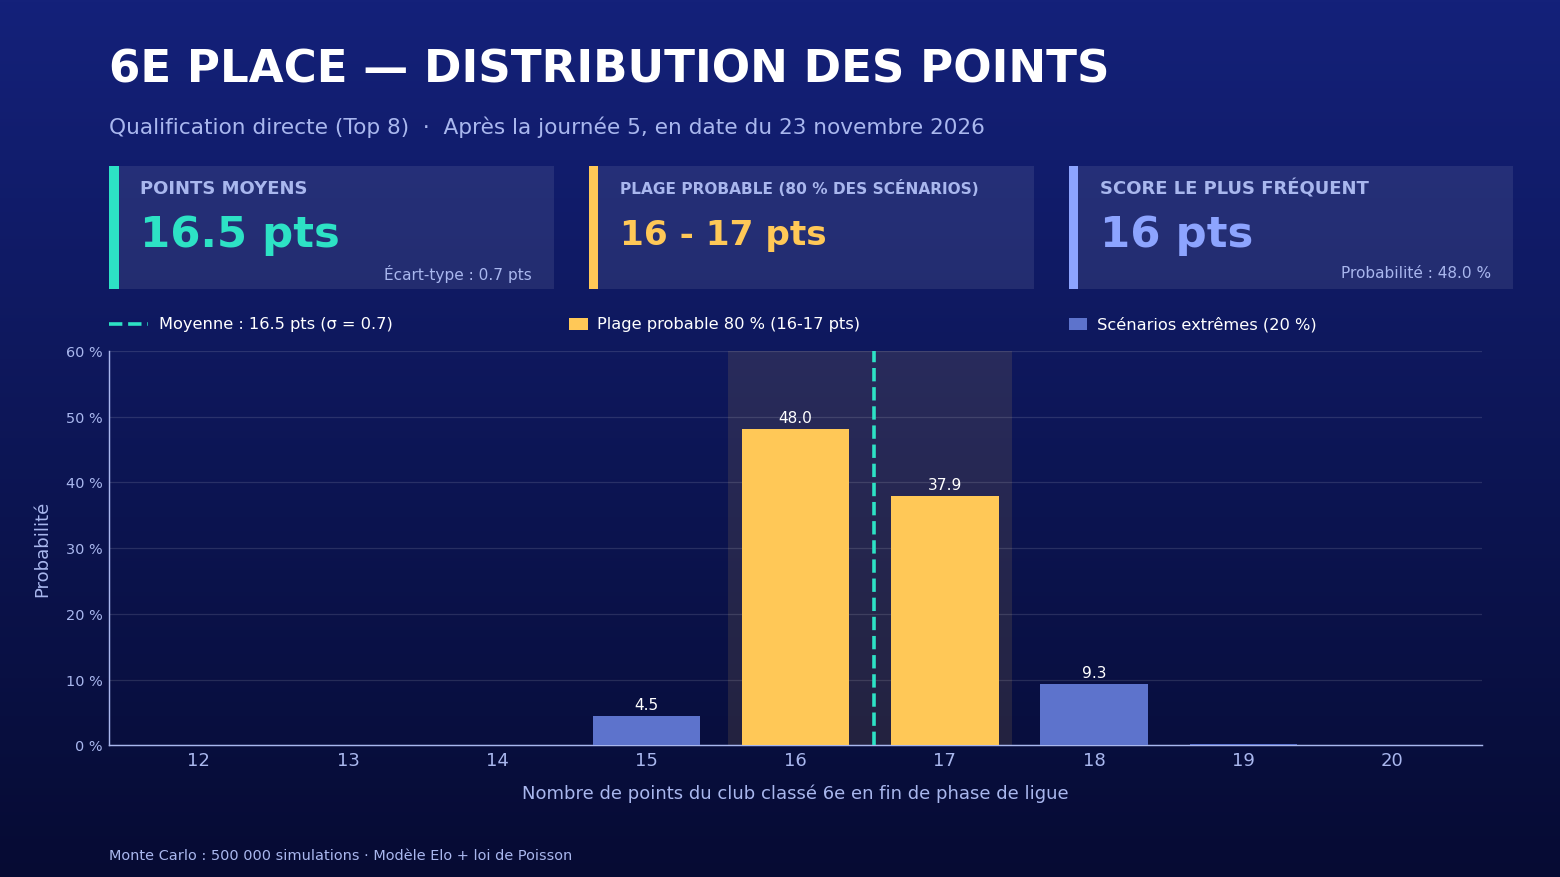 6E PLACE — DISTRIBUTION DES POINTS
Qualification directe (Top 8)  ·  Après la journée 5, en date du 23 novembre 2026
POINTS MOYENS
16.5 pts
Écart-type : 0.7 pts
PLAGE PROBABLE (80 % DES SCÉNARIOS)
16 - 17 pts
SCORE LE PLUS FRÉQUENT
16 pts
Probabilité : 48.0 %
Moyenne : 16.5 pts (σ = 0.7)
Plage probable 80 % (16-17 pts)
Scénarios extrêmes (20 %)
Probabilité
60 %
50 %
40 %
30 %
20 %
10 %
0 %
4.5
48.0
37.9
9.3
12 13 14 15 16 17 18 19 20
Nombre de points du club classé 6e en fin de phase de ligue
Monte Carlo : 500 000 simulations · Modèle Elo + loi de Poisson